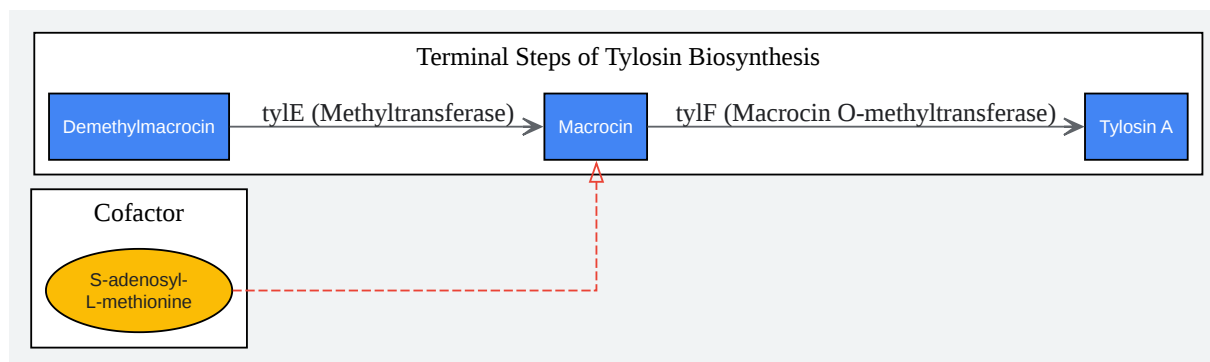 Terminal Steps of Tylosin Biosynthesis
Demethylmacrocin
tylE (Methyltransferase)
Macrocin
tylF (Macrocin O-methyltransferase)
Tylosin A
Cofactor
S-adenosyl-
L-methionine